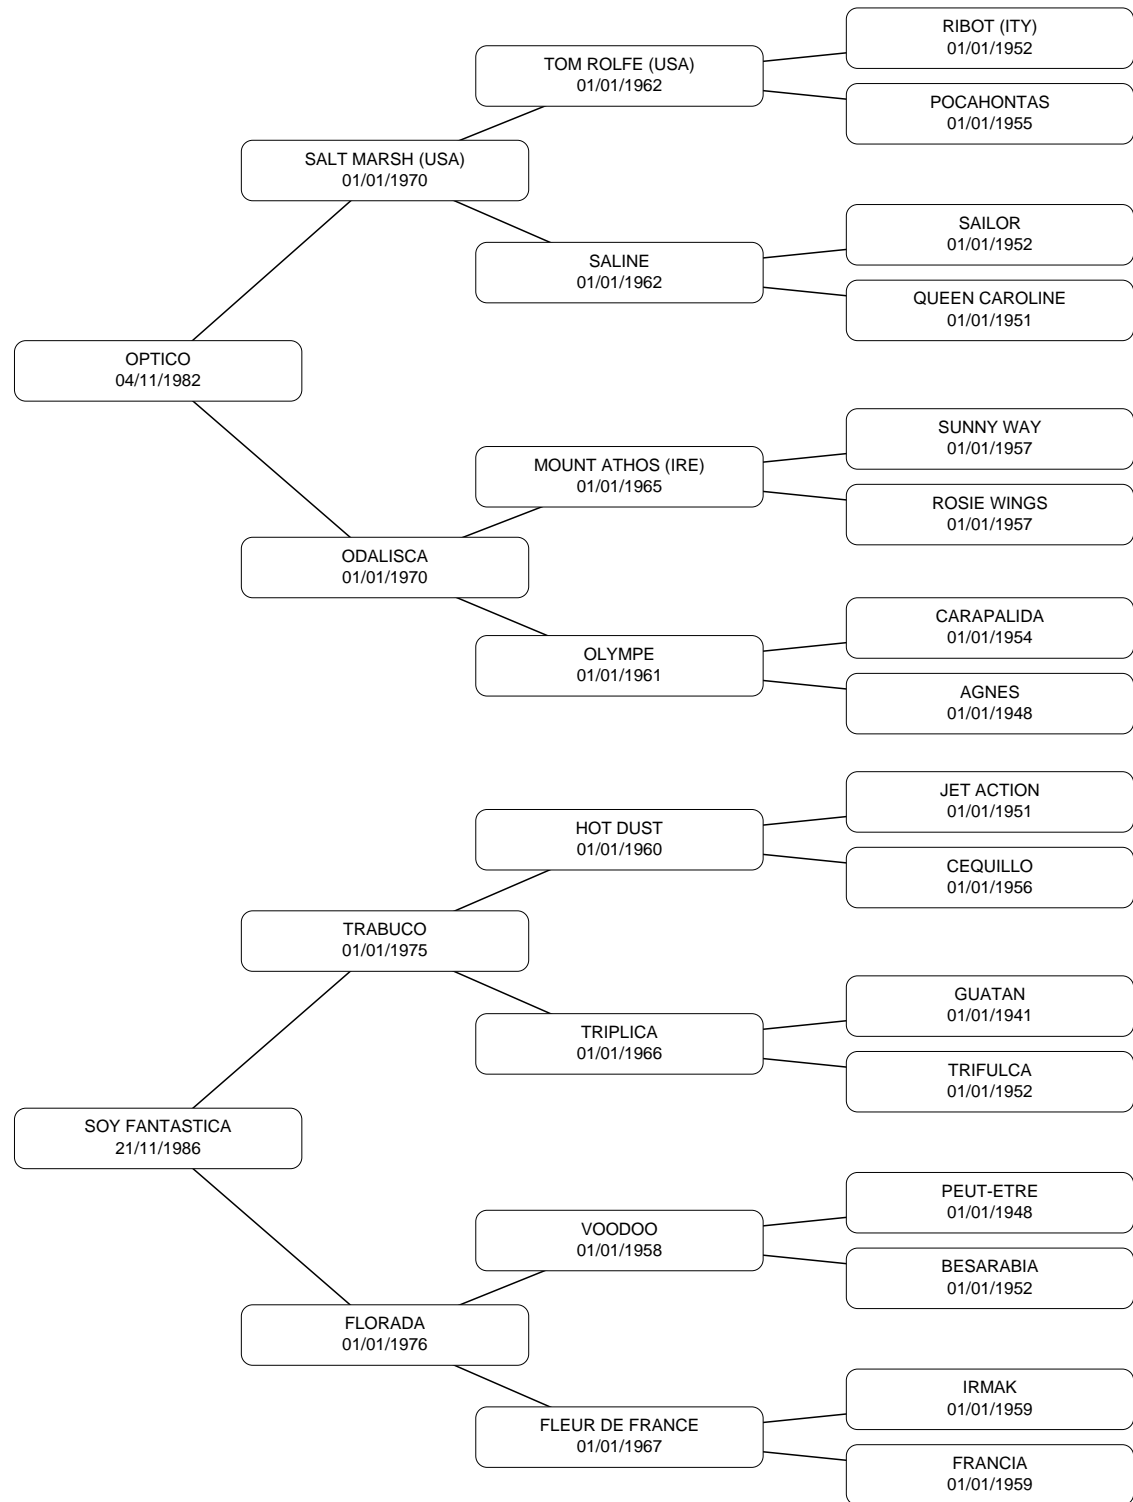 RIBOT (ITY)
01/01/1952
TOM ROLFE (USA)
01/01/1962
POCAHONTAS
01/01/1955
SALT MARSH (USA)
01/01/1970
SAILOR
01/01/1952
SALINE
01/01/1962
QUEEN CAROLINE
01/01/1951
OPTICO
04/11/1982
SUNNY WAY
01/01/1957
MOUNT ATHOS (IRE)
01/01/1965
ROSIE WINGS
01/01/1957
ODALISCA
01/01/1970
CARAPALIDA
01/01/1954
OLYMPE
01/01/1961
AGNES
01/01/1948
JET ACTION
01/01/1951
HOT DUST
01/01/1960
CEQUILLO
01/01/1956
TRABUCO
01/01/1975
GUATAN
01/01/1941
TRIPLICA
01/01/1966
TRIFULCA
01/01/1952
SOY FANTASTICA
21/11/1986
PEUT-ETRE
01/01/1948
VOODOO
01/01/1958
BESARABIA
01/01/1952
FLORADA
01/01/1976
IRMAK
01/01/1959
FLEUR DE FRANCE
01/01/1967
FRANCIA
01/01/1959